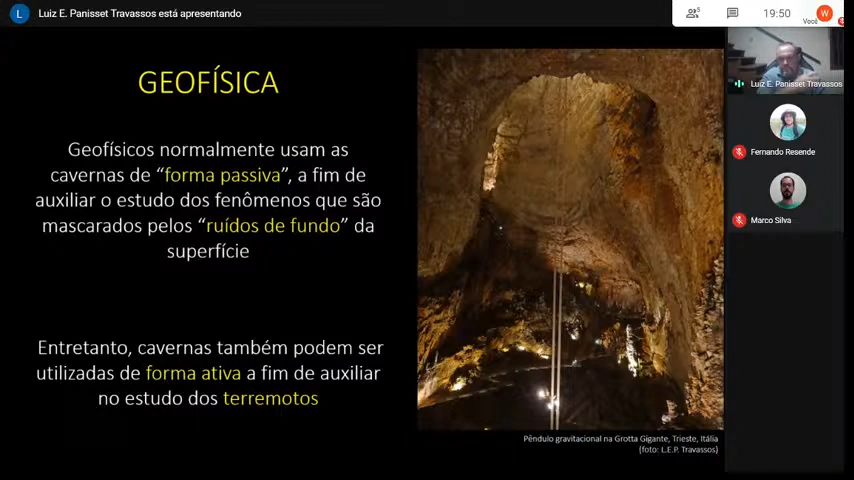 L Luiz E. Panisset Travassos está apresentando
5
19:50
Você
W
GEOFÍSICA
Geofísicos normalmente usam as
cavernas de “forma passiva”, a fim de
auxiliar o estudo dos fenômenos que são
mascarados pelos “ruídos de fundo” da
superfície
Entretanto, cavernas também podem ser
utilizadas de forma ativa a fim de auxiliar
no estudo dos terremotos
Pêndulo gravitacional na Grotta Gigante, Trieste, Itália
(foto: L.E.P. Travassos)
Luiz E. Panisset Travassos
Fernando Resende
Marco Silva